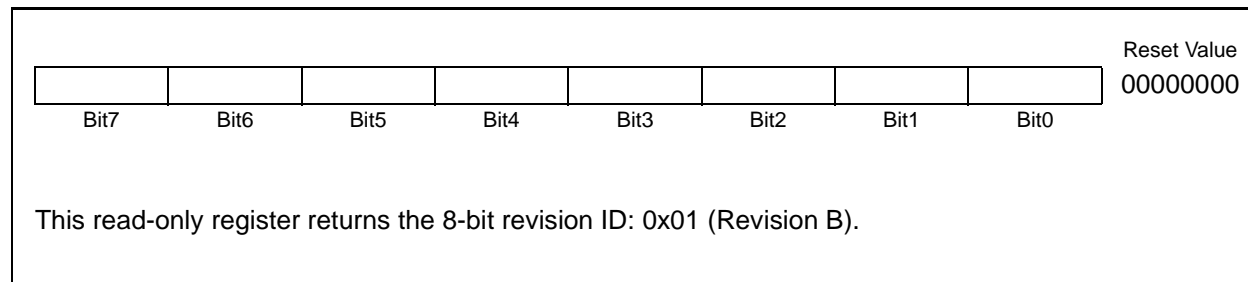 Reset Value
00000000
Bit7 Bit6 Bit5 Bit4 Bit3 Bit2 Bit1 Bit0
This read-only register returns the 8-bit revision ID: 0x01 (Revision B).